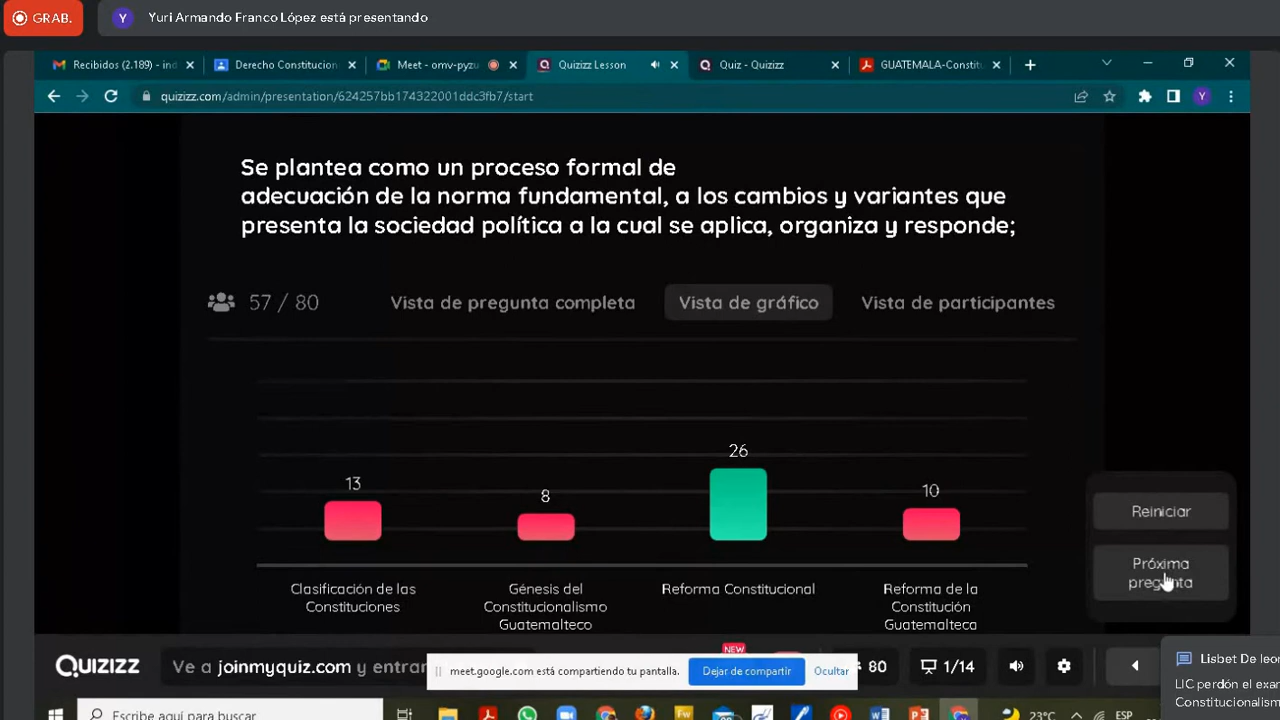 GRAB.
Y
Yuri Armando Franco López está presentando
Recibidos (2.189) - ind
Derecho Constitucion
Meet - omv-pyzu
Quizizz Lesson
Quiz - Quizizz
GUATEMALA-Constitu
quizizz.com/admin/presentation/624257bb174322001ddc3fb7/start
Y
Se plantea como un proceso formal de
adecuación de la norma fundamental, a los cambios y variantes que
presenta la sociedad política a la cual se aplica, organiza y responde;
57 / 80
Vista de pregunta completa
Vista de gráfico
Vista de participantes
13
8
26
10
Clasificación de las
Constituciones
Génesis del
Constitucionalismo
Guatemalteco
Reforma Constitucional
Reforma de la
Constitución
Guatemalteca
Reiniciar
Próxima
pregunta
QUIZIZZ
Ve a joinmyquiz.com y entrar
NEW
meet.google.com está compartiendo tu pantalla.
Dejar de compartir
Ocultar
80
1/14
Lisbet De leor
LIC perdón el exar
Constitucionalisn
Escribe aquí para buscar
Fw
23°C
ESP